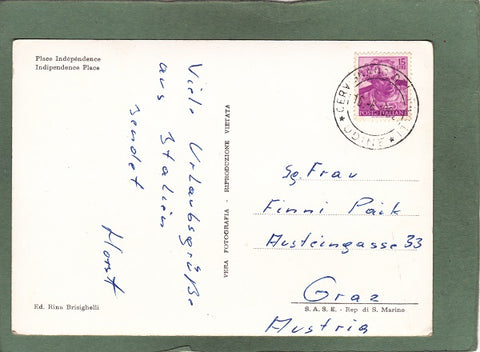 Place Indépendence
Indipendence Place
Viele Urlaubsgrüße
aus Italien
sendet
Horst
Ed. Rino Brisighelli
VERA FOTOGRAFIA - RIPRODUZIONE VIETATA
15
POSTE ITALIANE
UDINE
Sg. Frau
Finni Päik
Austeingasse 33
Graz
S. A. S. E. - Rep di S. Marino
Austria